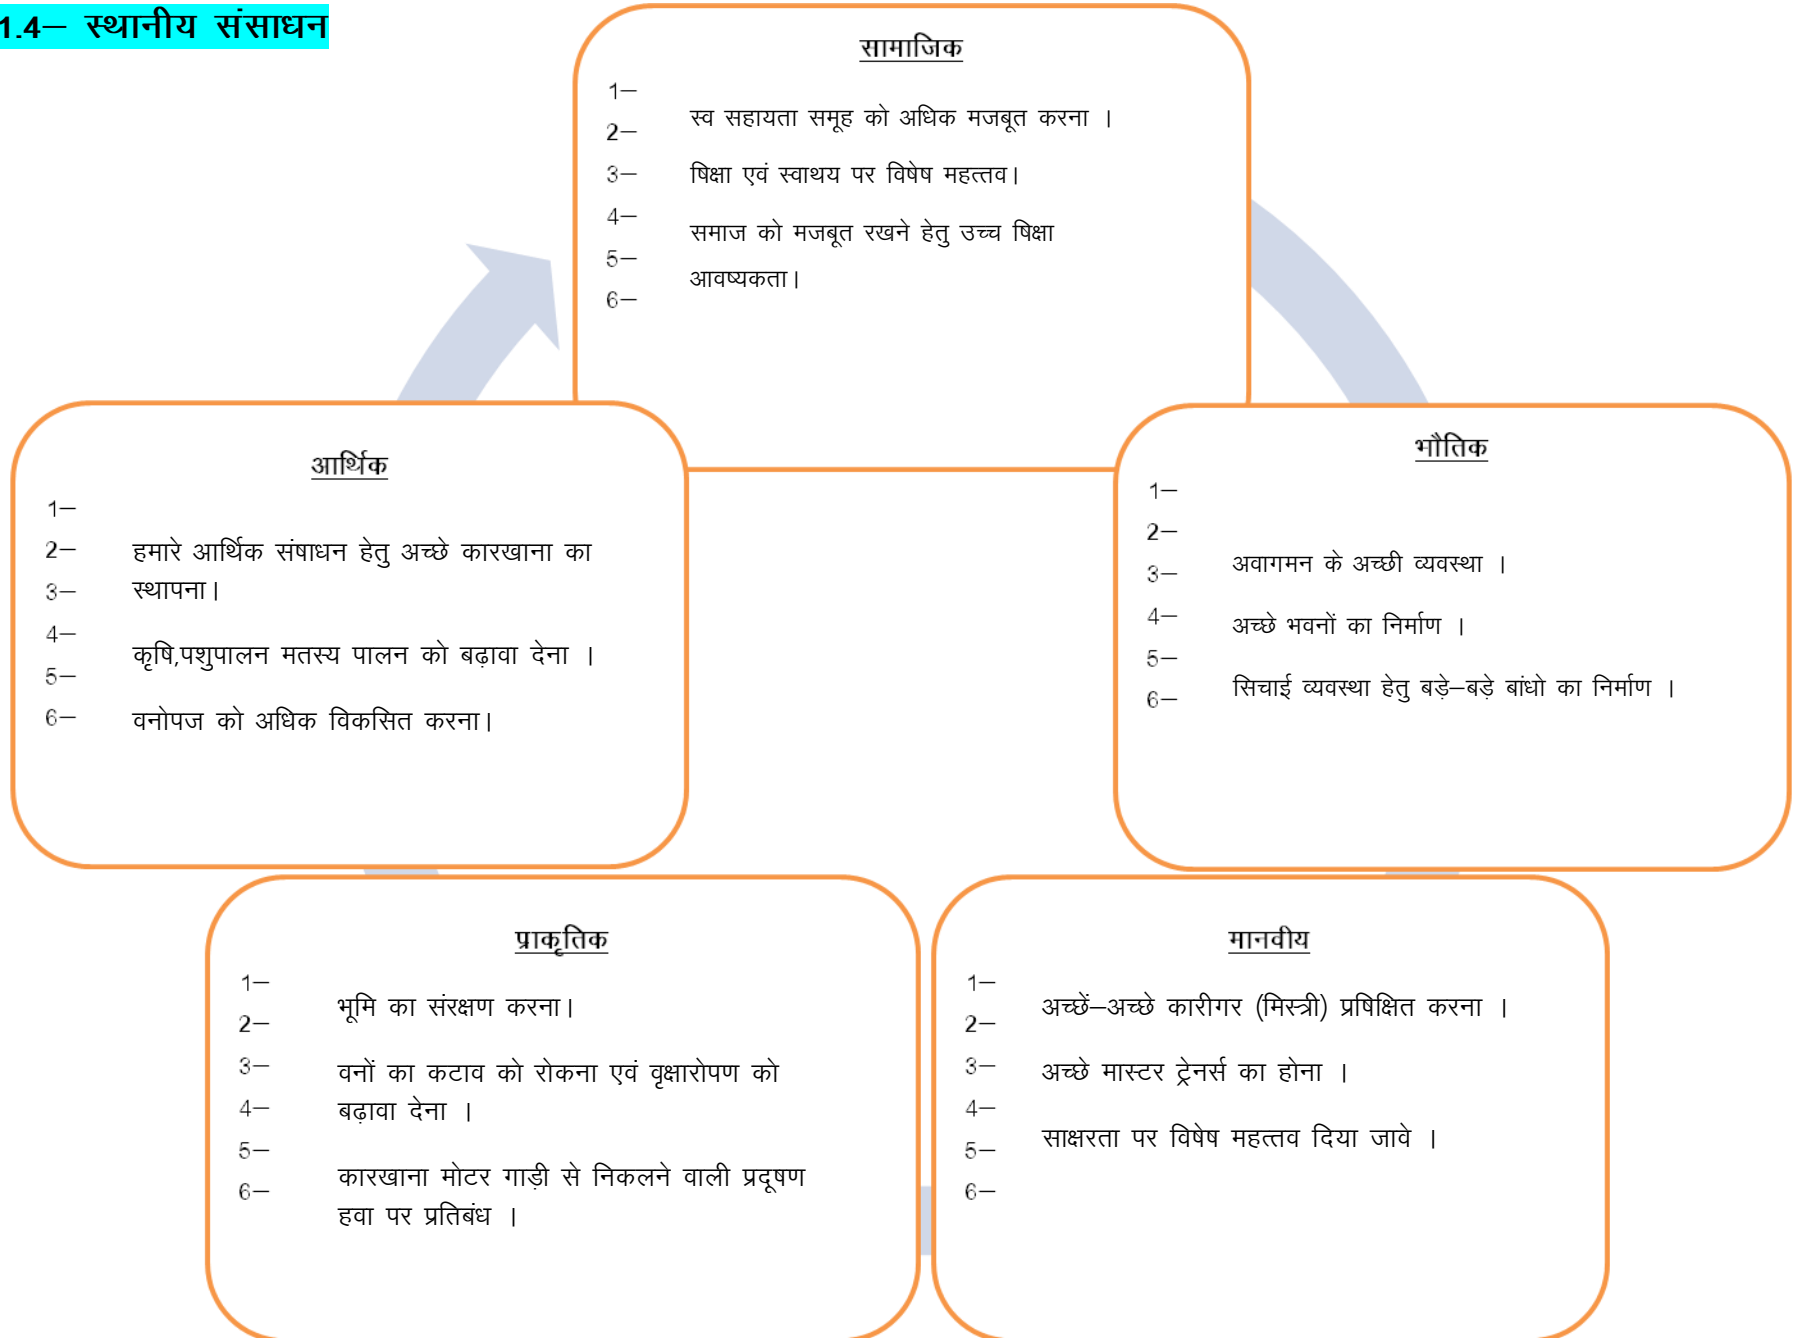 1.4– स्थानीय संसाधन
सामाजिक
1–
2–
3–
4–
5–
6–
स्व सहायता समूह को अधिक मजबूत करना ।
षिक्षा एवं स्वाथय पर विषेष महत्तव।
समाज को मजबूत रखने हेतु उच्च षिक्षा
आवष्यकता।
भौतिक
1–
2–
3–
4–
5–
6–
अवागमन के अच्छी व्यवस्था ।
अच्छे भवनों का निर्माण ।
सिचाई व्यवस्था हेतु बड़े–बड़े बांधो का निर्माण ।
मानवीय
1–
2–
3–
4–
5–
6–
अच्छें–अच्छे कारीगर (मिस्त्री) प्रषिक्षित करना ।
अच्छे मास्टर ट्रेनर्स का होना ।
साक्षरता पर विषेष महत्तव दिया जावे ।
प्राकृतिक
1–
2–
3–
4–
5–
6–
भूमि का संरक्षण करना।
वनों का कटाव को रोकना एवं वृक्षारोपण को
बढ़ावा देना ।
कारखाना मोटर गाड़ी से निकलने वाली प्रदूषण
हवा पर प्रतिबंध ।
आर्थिक
1–
2–
3–
4–
5–
6–
हमारे आर्थिक संषाधन हेतु अच्छे कारखाना का
स्थापना।
कृषि,पशुपालन मतस्य पालन को बढ़ावा देना ।
वनोपज को अधिक विकसित करना।